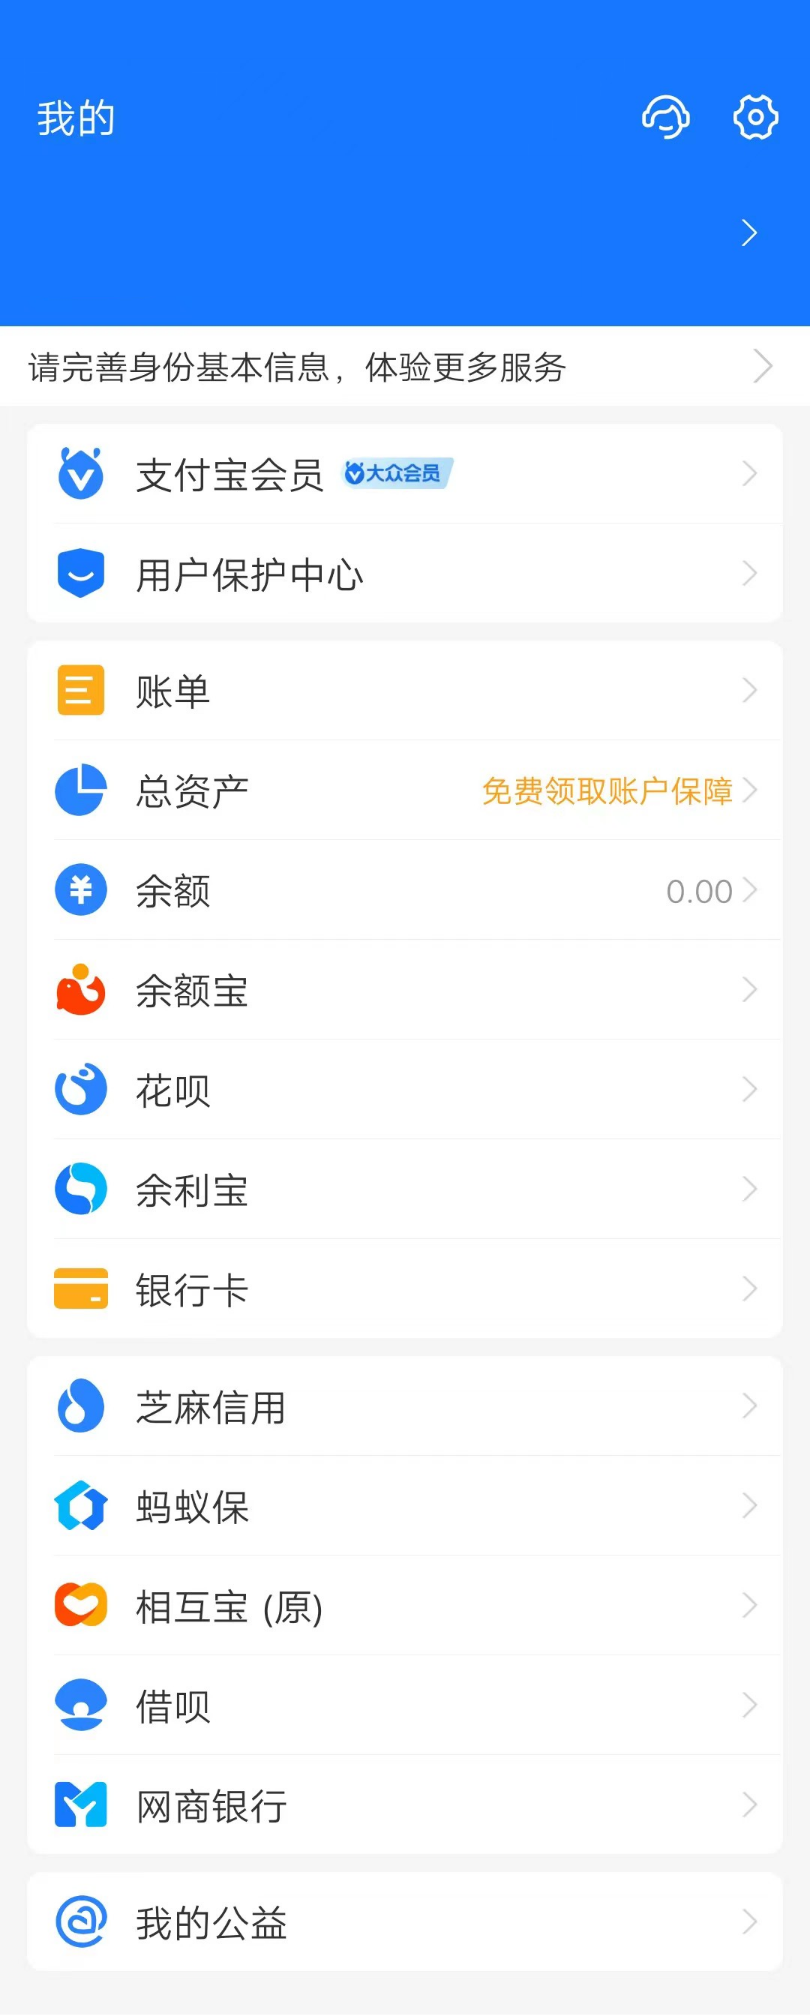 我的
请完善身份基本信息，体验更多服务
支付宝会员 大众会员
用户保护中心
账单
总资产 免费领取账户保障
余额 0.00
余额宝
花呗
余利宝
银行卡
芝麻信用
蚂蚁保
相互宝 (原)
借呗
网商银行
我的公益